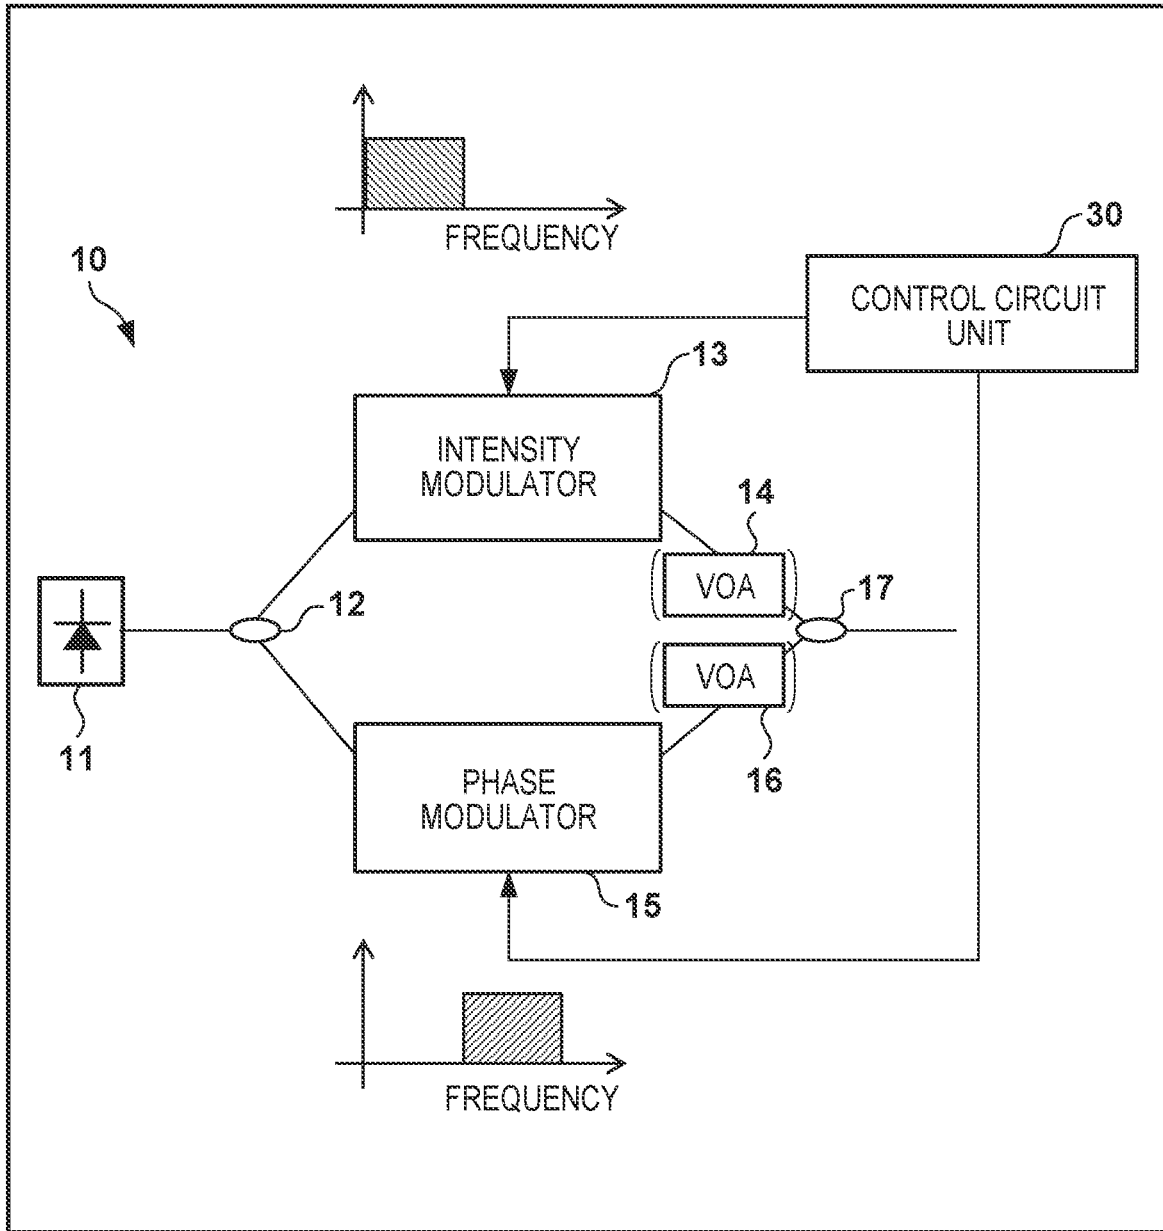 FREQUENCY
30
10
CONTROL CIRCUIT
UNIT
13
INTENSITY
MODULATOR
14
VOA
12
17
VOA
11
16
PHASE
MODULATOR
15
FREQUENCY